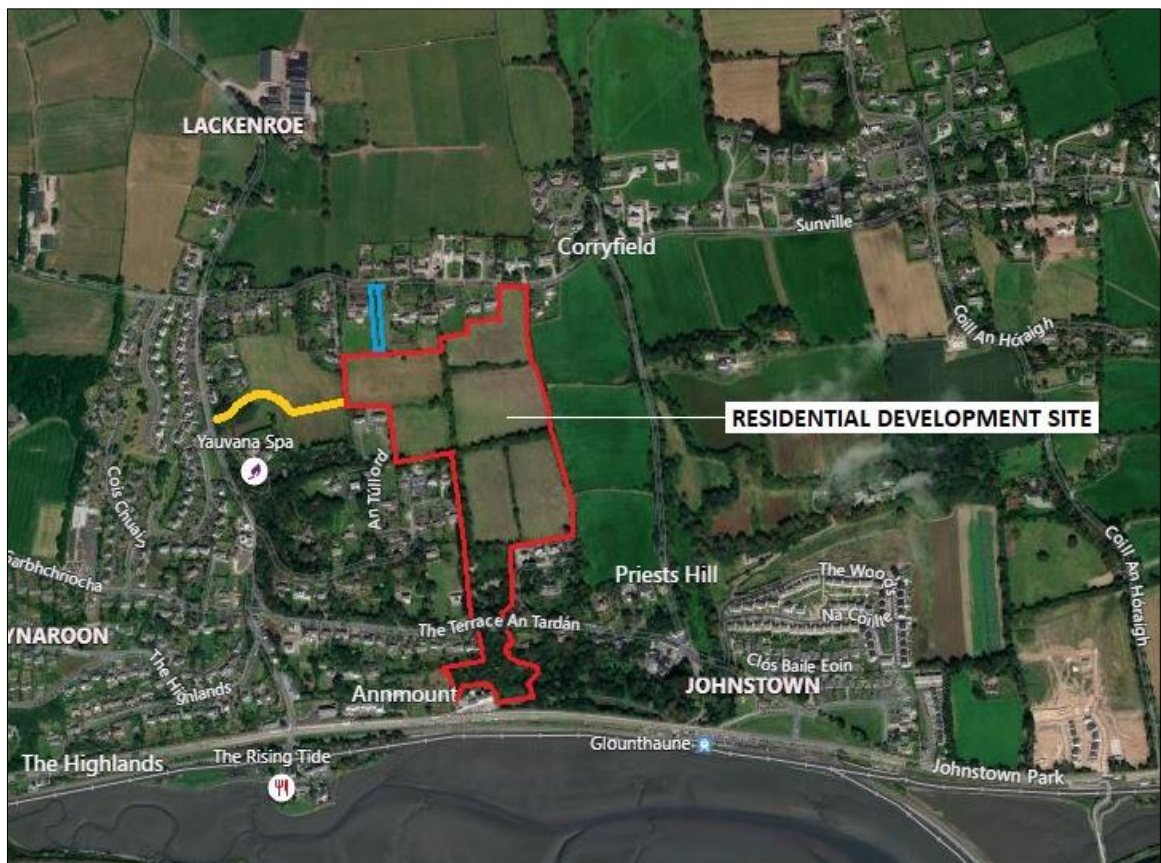 LACKENROE
Sunville
Corryfield
Coill An Hóraigh
RESIDENTIAL DEVELOPMENT SITE
Yauvana Spa
An Túllord
Cois Chuain
Coill An Hóraigh
Priests Hill
The Woods
Na Coillte
The Terrace An Tardán
YNAROON
The Highlands
Clós Baile Eoin
JOHNSTOWN
Annmount
The Highlands
The Rising Tide
Glounthaune
Johnstown Park